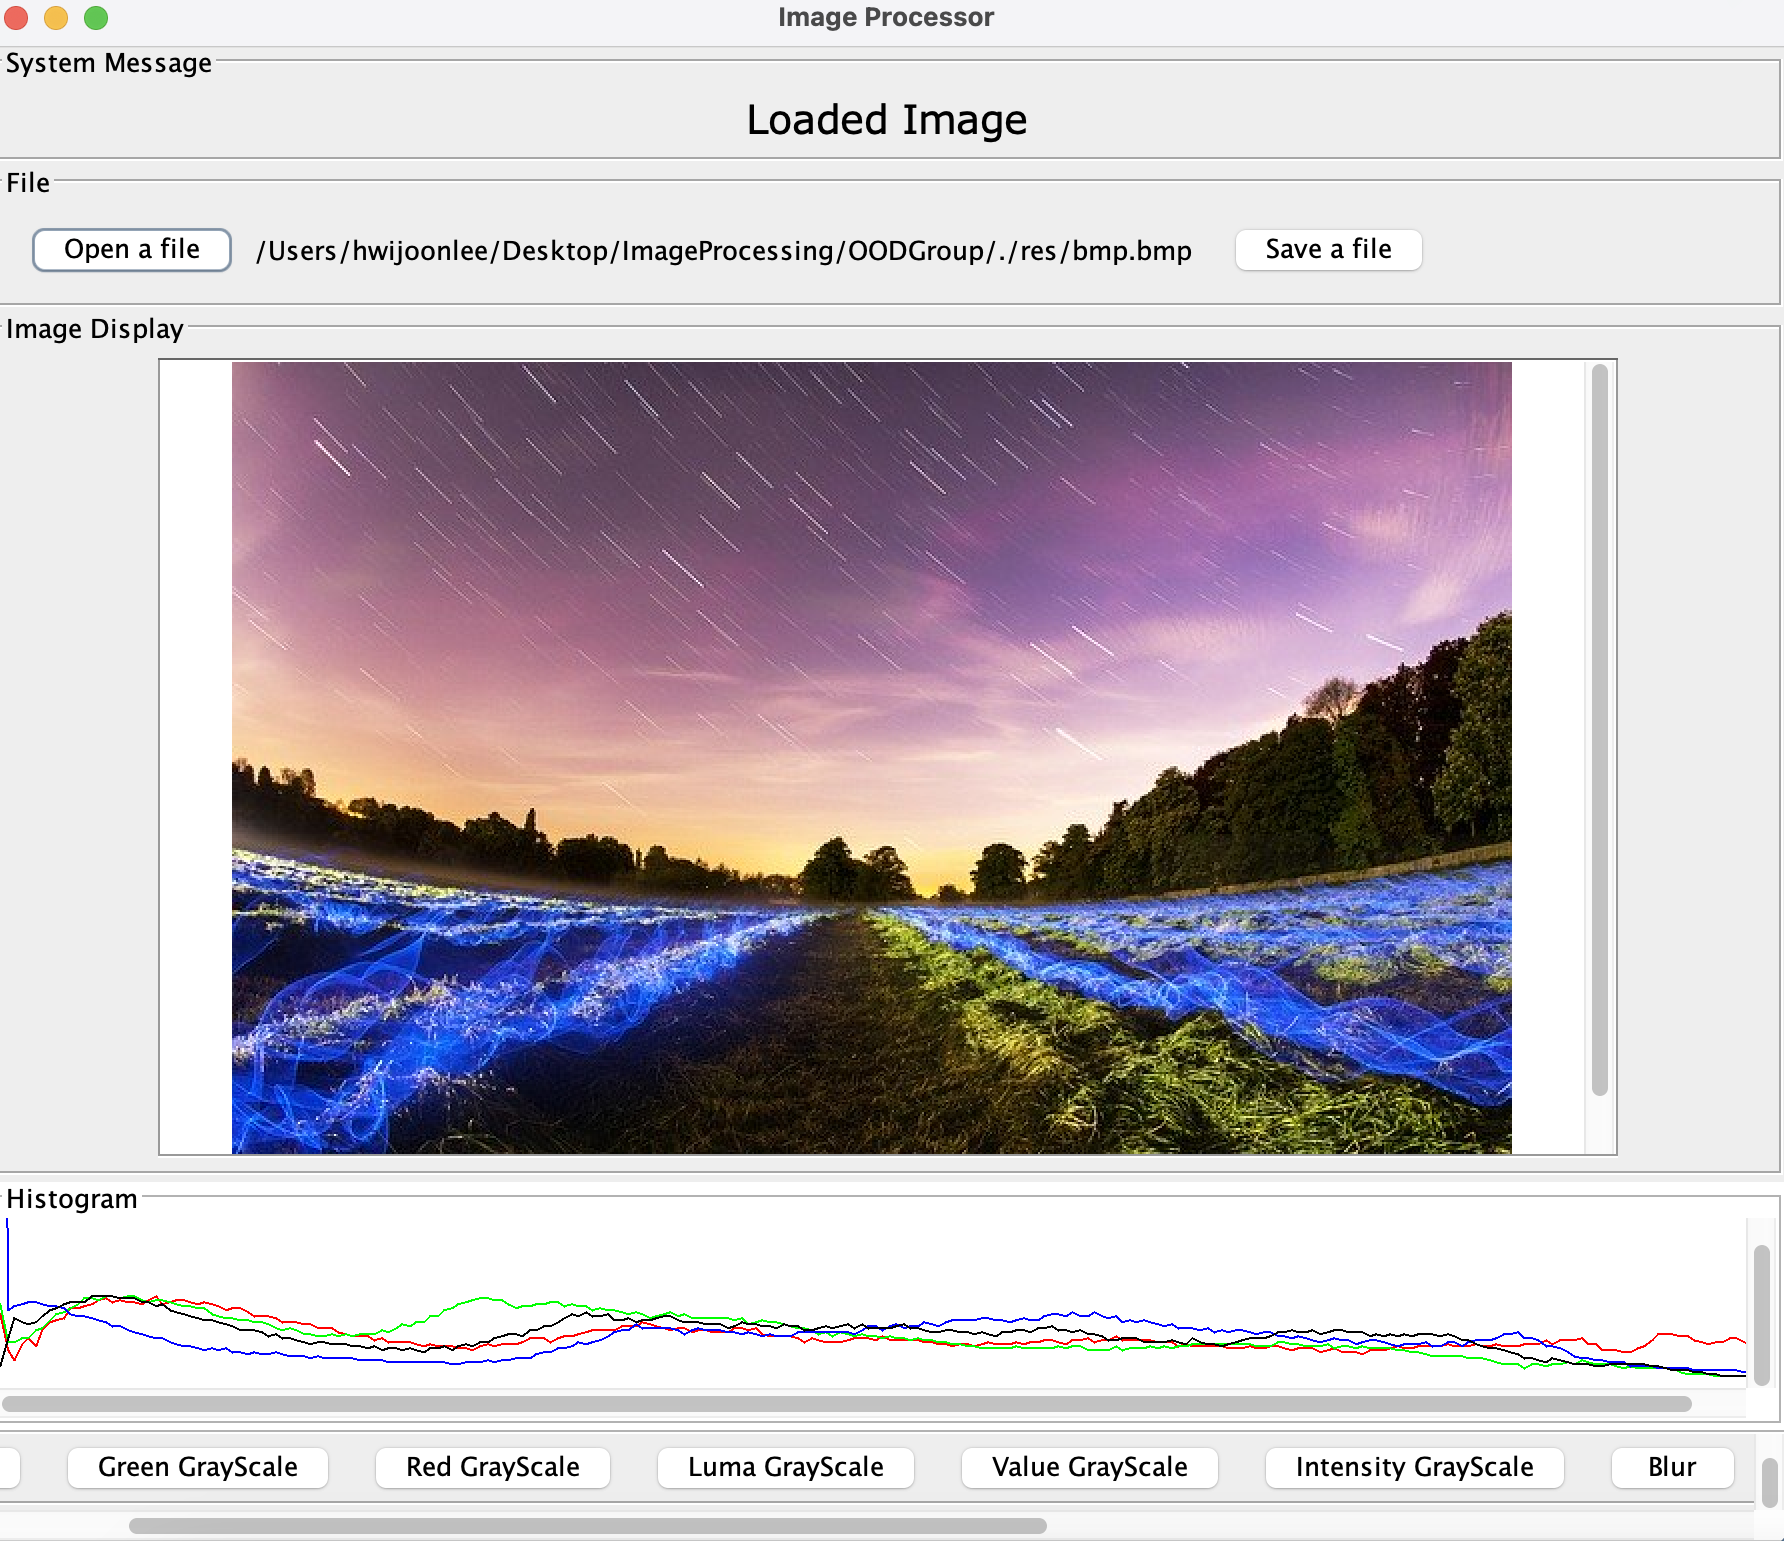 Image Processor
System Message
Loaded Image
File
Open a file /Users/hwijoonlee/Desktop/ImageProcessing/OODGroup/./res/bmp.bmp Save a file
Image Display
Histogram
Green GrayScale Red GrayScale Luma GrayScale Value GrayScale Intensity GrayScale Blur